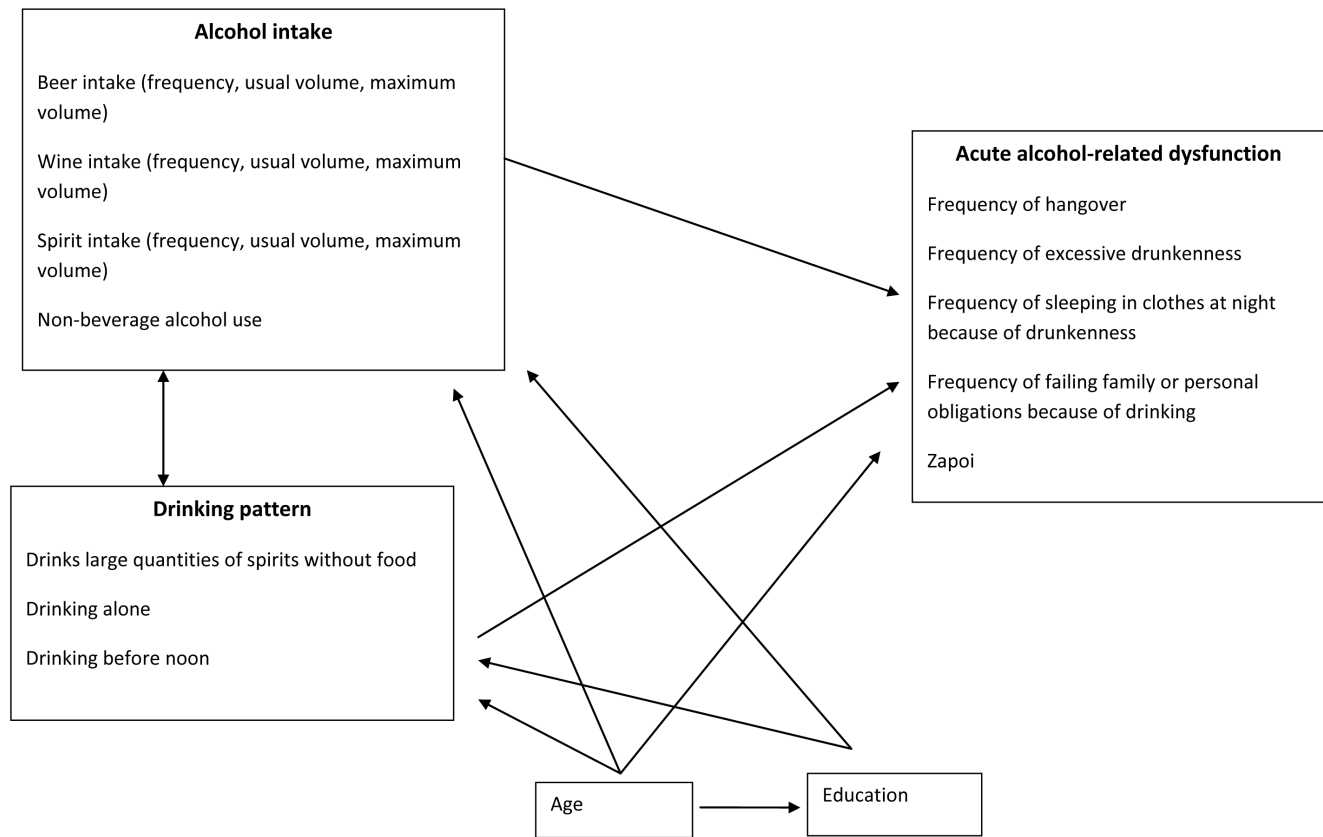 Alcohol intake
Beer intake (frequency, usual volume, maximum
volume)
Wine intake (frequency, usual volume, maximum
volume)
Spirit intake (frequency, usual volume, maximum
volume)
Non-beverage alcohol use
Acute alcohol-related dysfunction
Frequency of hangover
Frequency of excessive drunkenness
Frequency of sleeping in clothes at night
because of drunkenness
Frequency of failing family or personal
obligations because of drinking
Zapoi
Drinking pattern
Drinks large quantities of spirits without food
Drinking alone
Drinking before noon
Age
Education